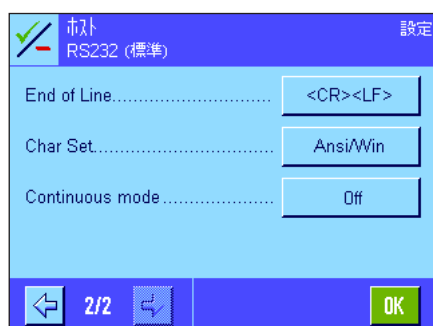 ホスト 設定
RS232 (標準)
End of Line............................ <CR><LF>
Char Set............................... Ansi/Win
Continuous mode.................... Off
2/2 OK